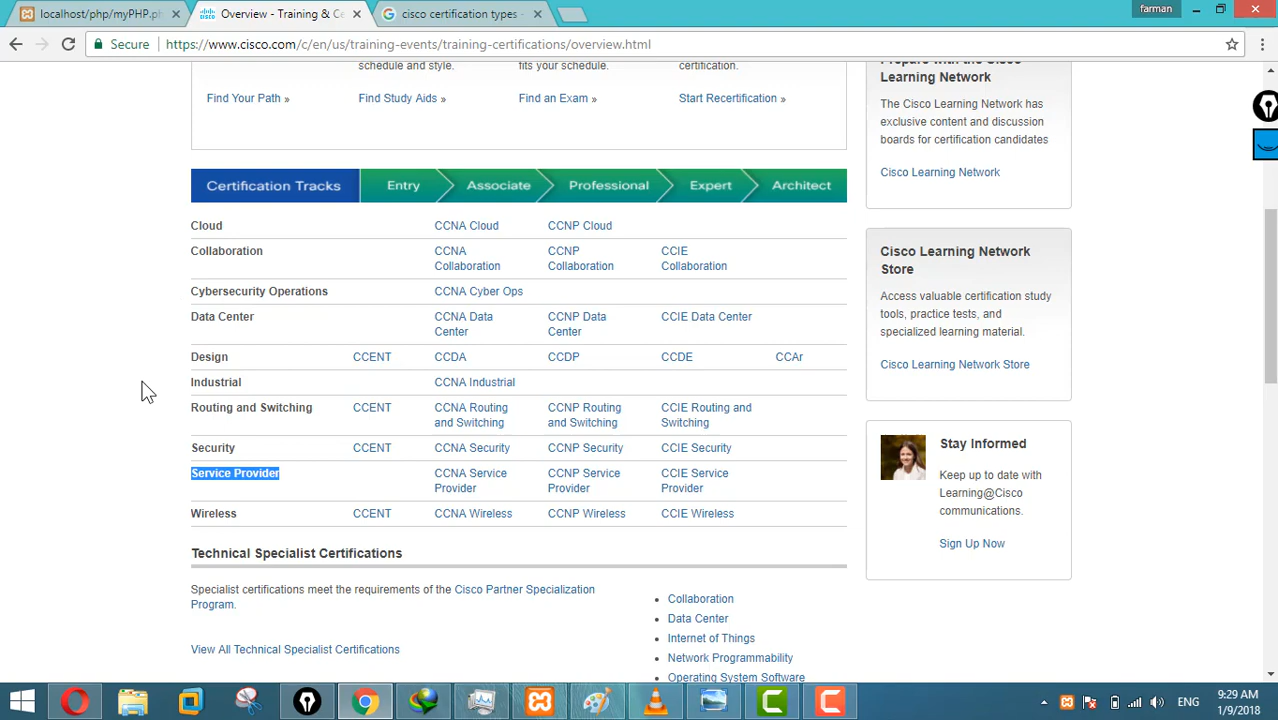 localhost/php/myPHP.ph
Overview - Training & Ce
cisco certification types -
farman
Secure
https://www.cisco.com/c/en/us/training-events/training-certifications/overview.html
schedule and style.
fits your schedule.
certification.
Find Your Path »
Find Study Aids »
Find an Exam »
Start Recertification »
Prepare with the Cisco
Learning Network
The Cisco Learning Network has
exclusive content and discussion
boards for certification candidates
Cisco Learning Network
Certification Tracks
Entry
Associate
Professional
Expert
Architect
Cloud
CCNA Cloud
CCNP Cloud
Collaboration
CCNA
Collaboration
CCNP
Collaboration
CCIE
Collaboration
Cybersecurity Operations
CCNA Cyber Ops
Data Center
CCNA Data
Center
CCNP Data
Center
CCIE Data Center
Design
CCENT
CCDA
CCDP
CCDE
CCAr
Industrial
CCNA Industrial
Routing and Switching
CCENT
CCNA Routing
and Switching
CCNP Routing
and Switching
CCIE Routing and
Switching
Security
CCENT
CCNA Security
CCNP Security
CCIE Security
Service Provider
CCNA Service
Provider
CCNP Service
Provider
CCIE Service
Provider
Wireless
CCENT
CCNA Wireless
CCNP Wireless
CCIE Wireless
Cisco Learning Network
Store
Access valuable certification study
tools, practice tests, and
specialized learning material.
Cisco Learning Network Store
Stay Informed
Keep up to date with
Learning@Cisco
communications.
Sign Up Now
Technical Specialist Certifications
Specialist certifications meet the requirements of the Cisco Partner Specialization
Program.
View All Technical Specialist Certifications
Collaboration
Data Center
Internet of Things
Network Programmability
Operating System Software
ENG
9:29 AM
1/9/2018